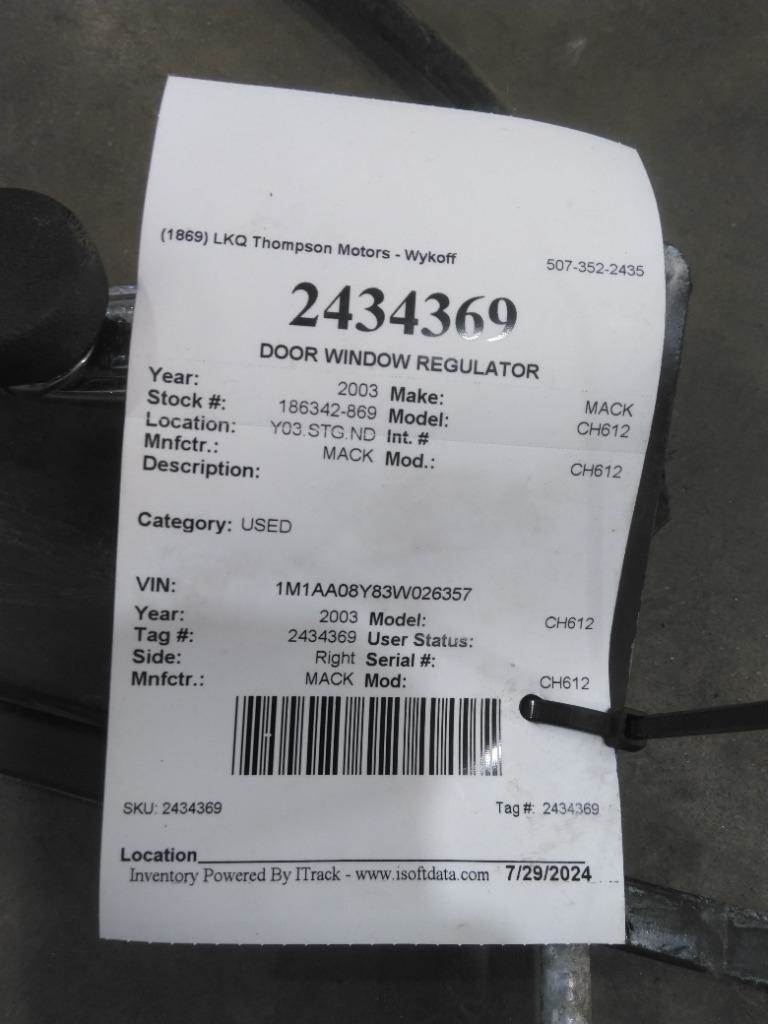 (1869) LKQ Thompson Motors - Wykoff 507-352-2435
2434369
DOOR WINDOW REGULATOR
Year: 2003 Make: MACK
Stock #: 186342-869 Model: CH612
Location: Y03.STG.ND Int. #
Mnfctr.: MACK Mod.: CH612
Description:
Category: USED
VIN: 1M1AA08Y83W026357
Year: 2003 Model: CH612
Tag #: 2434369 User Status:
Side: Right Serial #:
Mnfctr.: MACK Mod: CH612
SKU: 2434369 Tag #: 2434369
Location
Inventory Powered By ITrack - www.isoftdata.com 7/29/2024